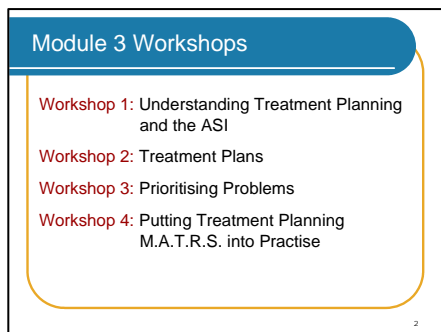 Module 3 Workshops
Workshop 1: Understanding Treatment Planning
and the ASI
Workshop 2: Treatment Plans
Workshop 3: Prioritising Problems
Workshop 4: Putting Treatment Planning
M.A.T.R.S. into Practise
2